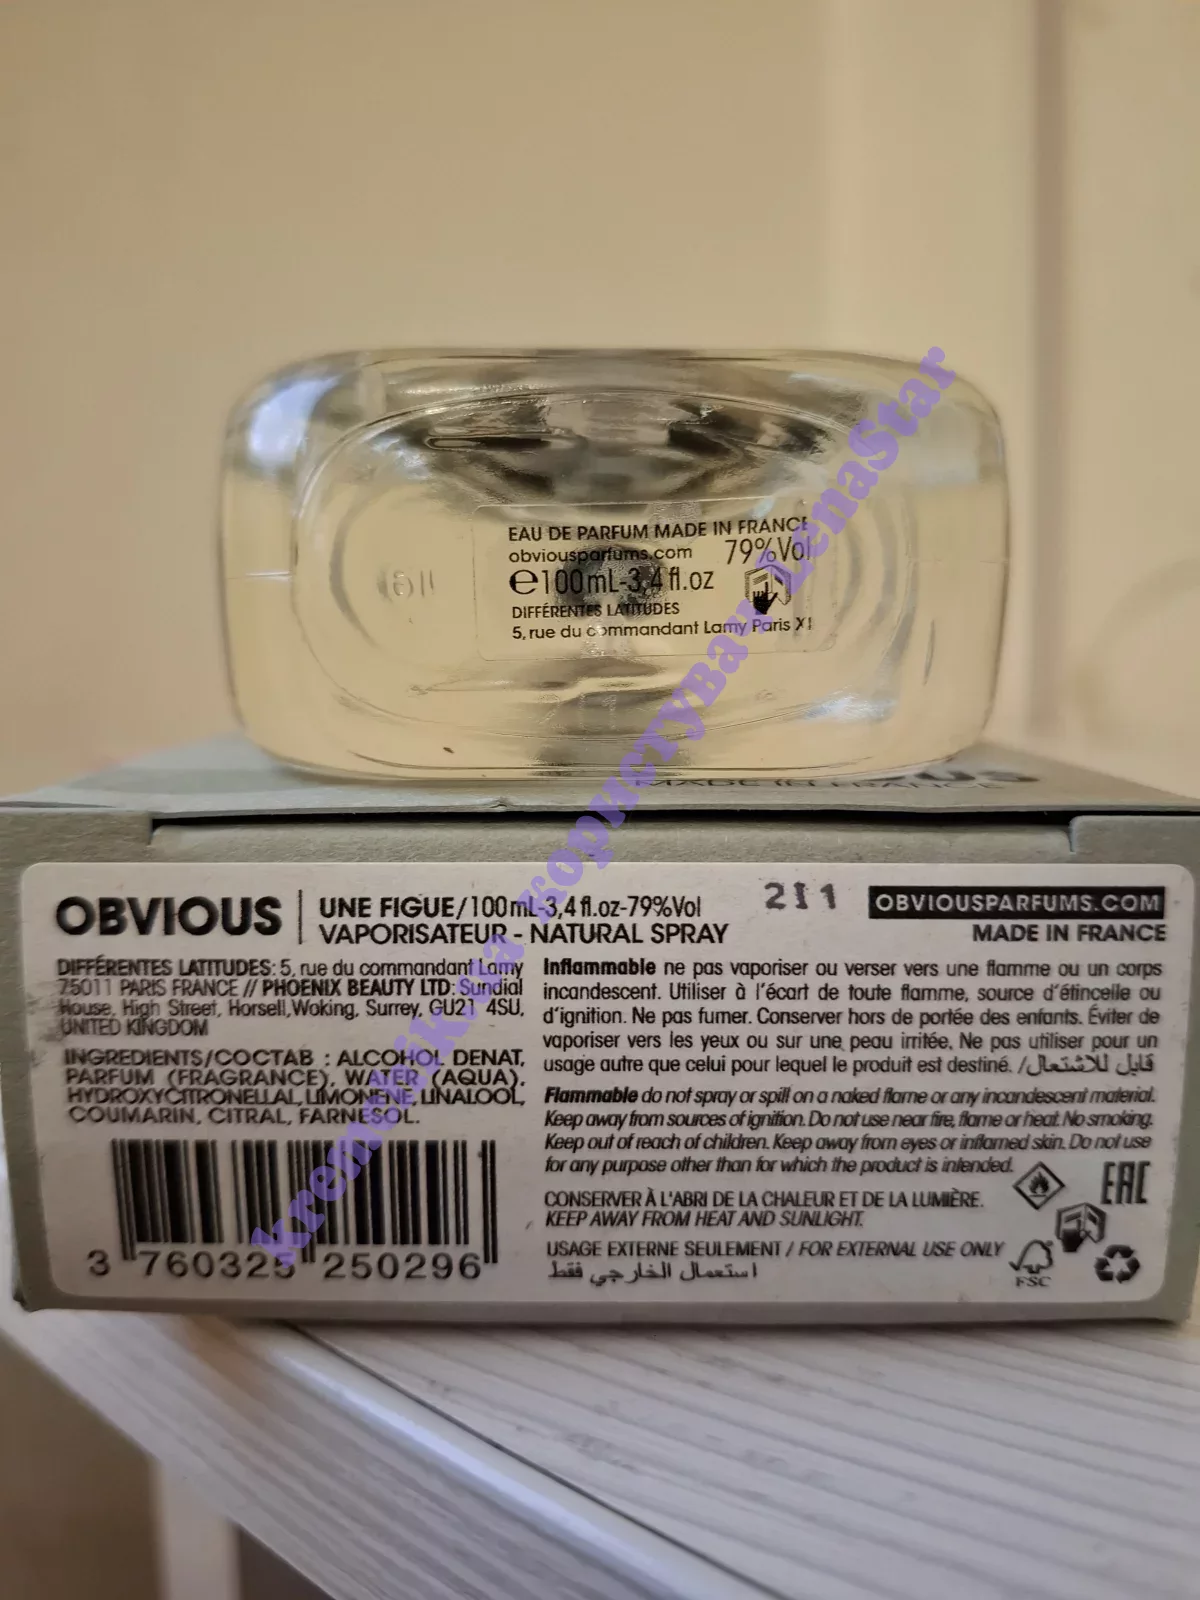 EAU DE PARFUM MADE IN FRANCE
obviousparfums.com 79%Vol
e100mL-3,4 fl.oz
DIFFÉRENTES LATITUDES
5, rue du commandant Lamy Paris XI
MADE IN FRANCE
OBVIOUS
UNE FIGUE/100mL-3,4 fl.oz-79%Vol
VAPORISATEUR - NATURAL SPRAY
211
OBVIOUSPARFUMS.COM
MADE IN FRANCE
DIFFÉRENTES LATITUDES: 5, rue du commandant Lamy
75011 PARIS FRANCE // PHOENIX BEAUTY LTD: Sundial
House, High Street, Horsell, Woking, Surrey, GU21 4SU,
UNITED KINGDOM
INGREDIENTS/COCTAB : ALCOHOL DENAT,
PARFUM (FRAGRANCE), WATER (AQUA),
HYDROXYCITRONELLAL, LIMONENE, LINALOOL,
COUMARIN, CITRAL, FARNESOL.
3 760325 250296
Inflammable ne pas vaporiser ou verser vers une flamme ou un corps
incandescent. Utiliser à l'écart de toute flamme, source d'étincelle ou
d'ignition. Ne pas fumer. Conserver hors de portée des enfants. Éviter de
vaporiser vers les yeux ou sur une peau irritée. Ne pas utiliser pour un
usage autre que celui pour lequel le produit est destiné. /قابل للاشتعال
Flammable do not spray or spill on a naked flame or any incandescent material.
Keep away from sources of ignition. Do not use near fire, flame or heat. No smoking.
Keep out of reach of children. Keep away from eyes or inflamed skin. Do not use
for any purpose other than for which the product is intended.
CONSERVER À L'ABRI DE LA CHALEUR ET DE LA LUMIÈRE.
KEEP AWAY FROM HEAT AND SUNLIGHT.
USAGE EXTERNE SEULEMENT / FOR EXTERNAL USE ONLY
استعمال الخارجي فقط
EAC
FSC
kremahnik.ua користувач LenaStar